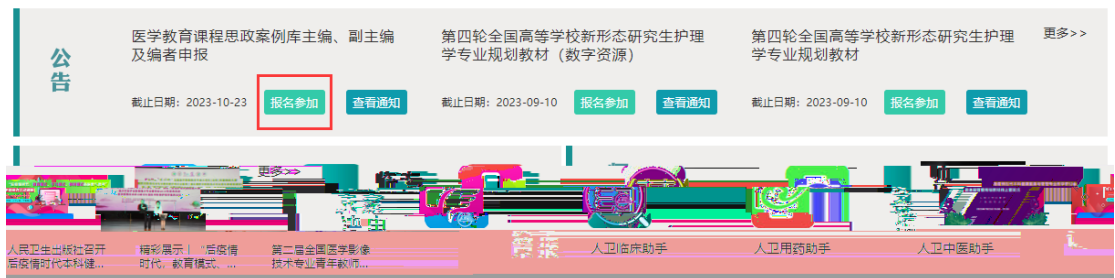 公告
医学教育课程思政案例库主编、副主编
及编者申报
截止日期：2023-10-23 报名参加 查看通知
第四轮全国高等学校新形态研究生护理
学专业规划教材（数字资源）
截止日期：2023-09-10 报名参加 查看通知
第四轮全国高等学校新形态研究生护理
学专业规划教材
截止日期：2023-09-10 报名参加 查看通知
更多>>
更多>>
人民卫生出版社召开
后疫情时代本科健...
精彩展示丨“后疫情
时代，教育模式、...
第二届全国医学影像
技术专业青年教师...
人卫临床助手
人卫用药助手
人卫中医助手